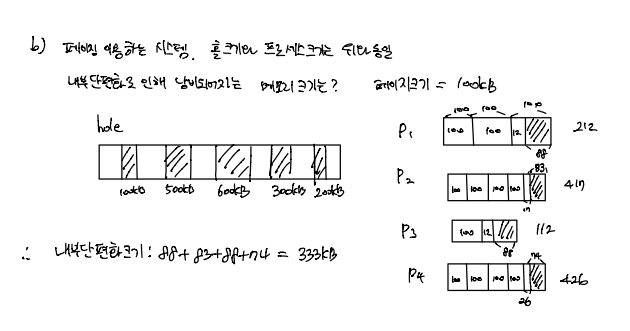 b) 페이징 이용하는 시스템. 홀크기와 프로세스크기는 위와 동일
내부단편화로 인해 낭비되어지는 메모리 크기는? 페이지크기 = 100kB
hole
100kB 500kB 600kB 300kB 200kB
P1 100 100 100
100 100 12 212
88
P2 83
100 100 100 100 417
17
P3 100 12 112
88
P4 74
100 100 100 100 426
26
∴ 내부단편화크기 : 88 + 83 + 88 + 74 = 333kB